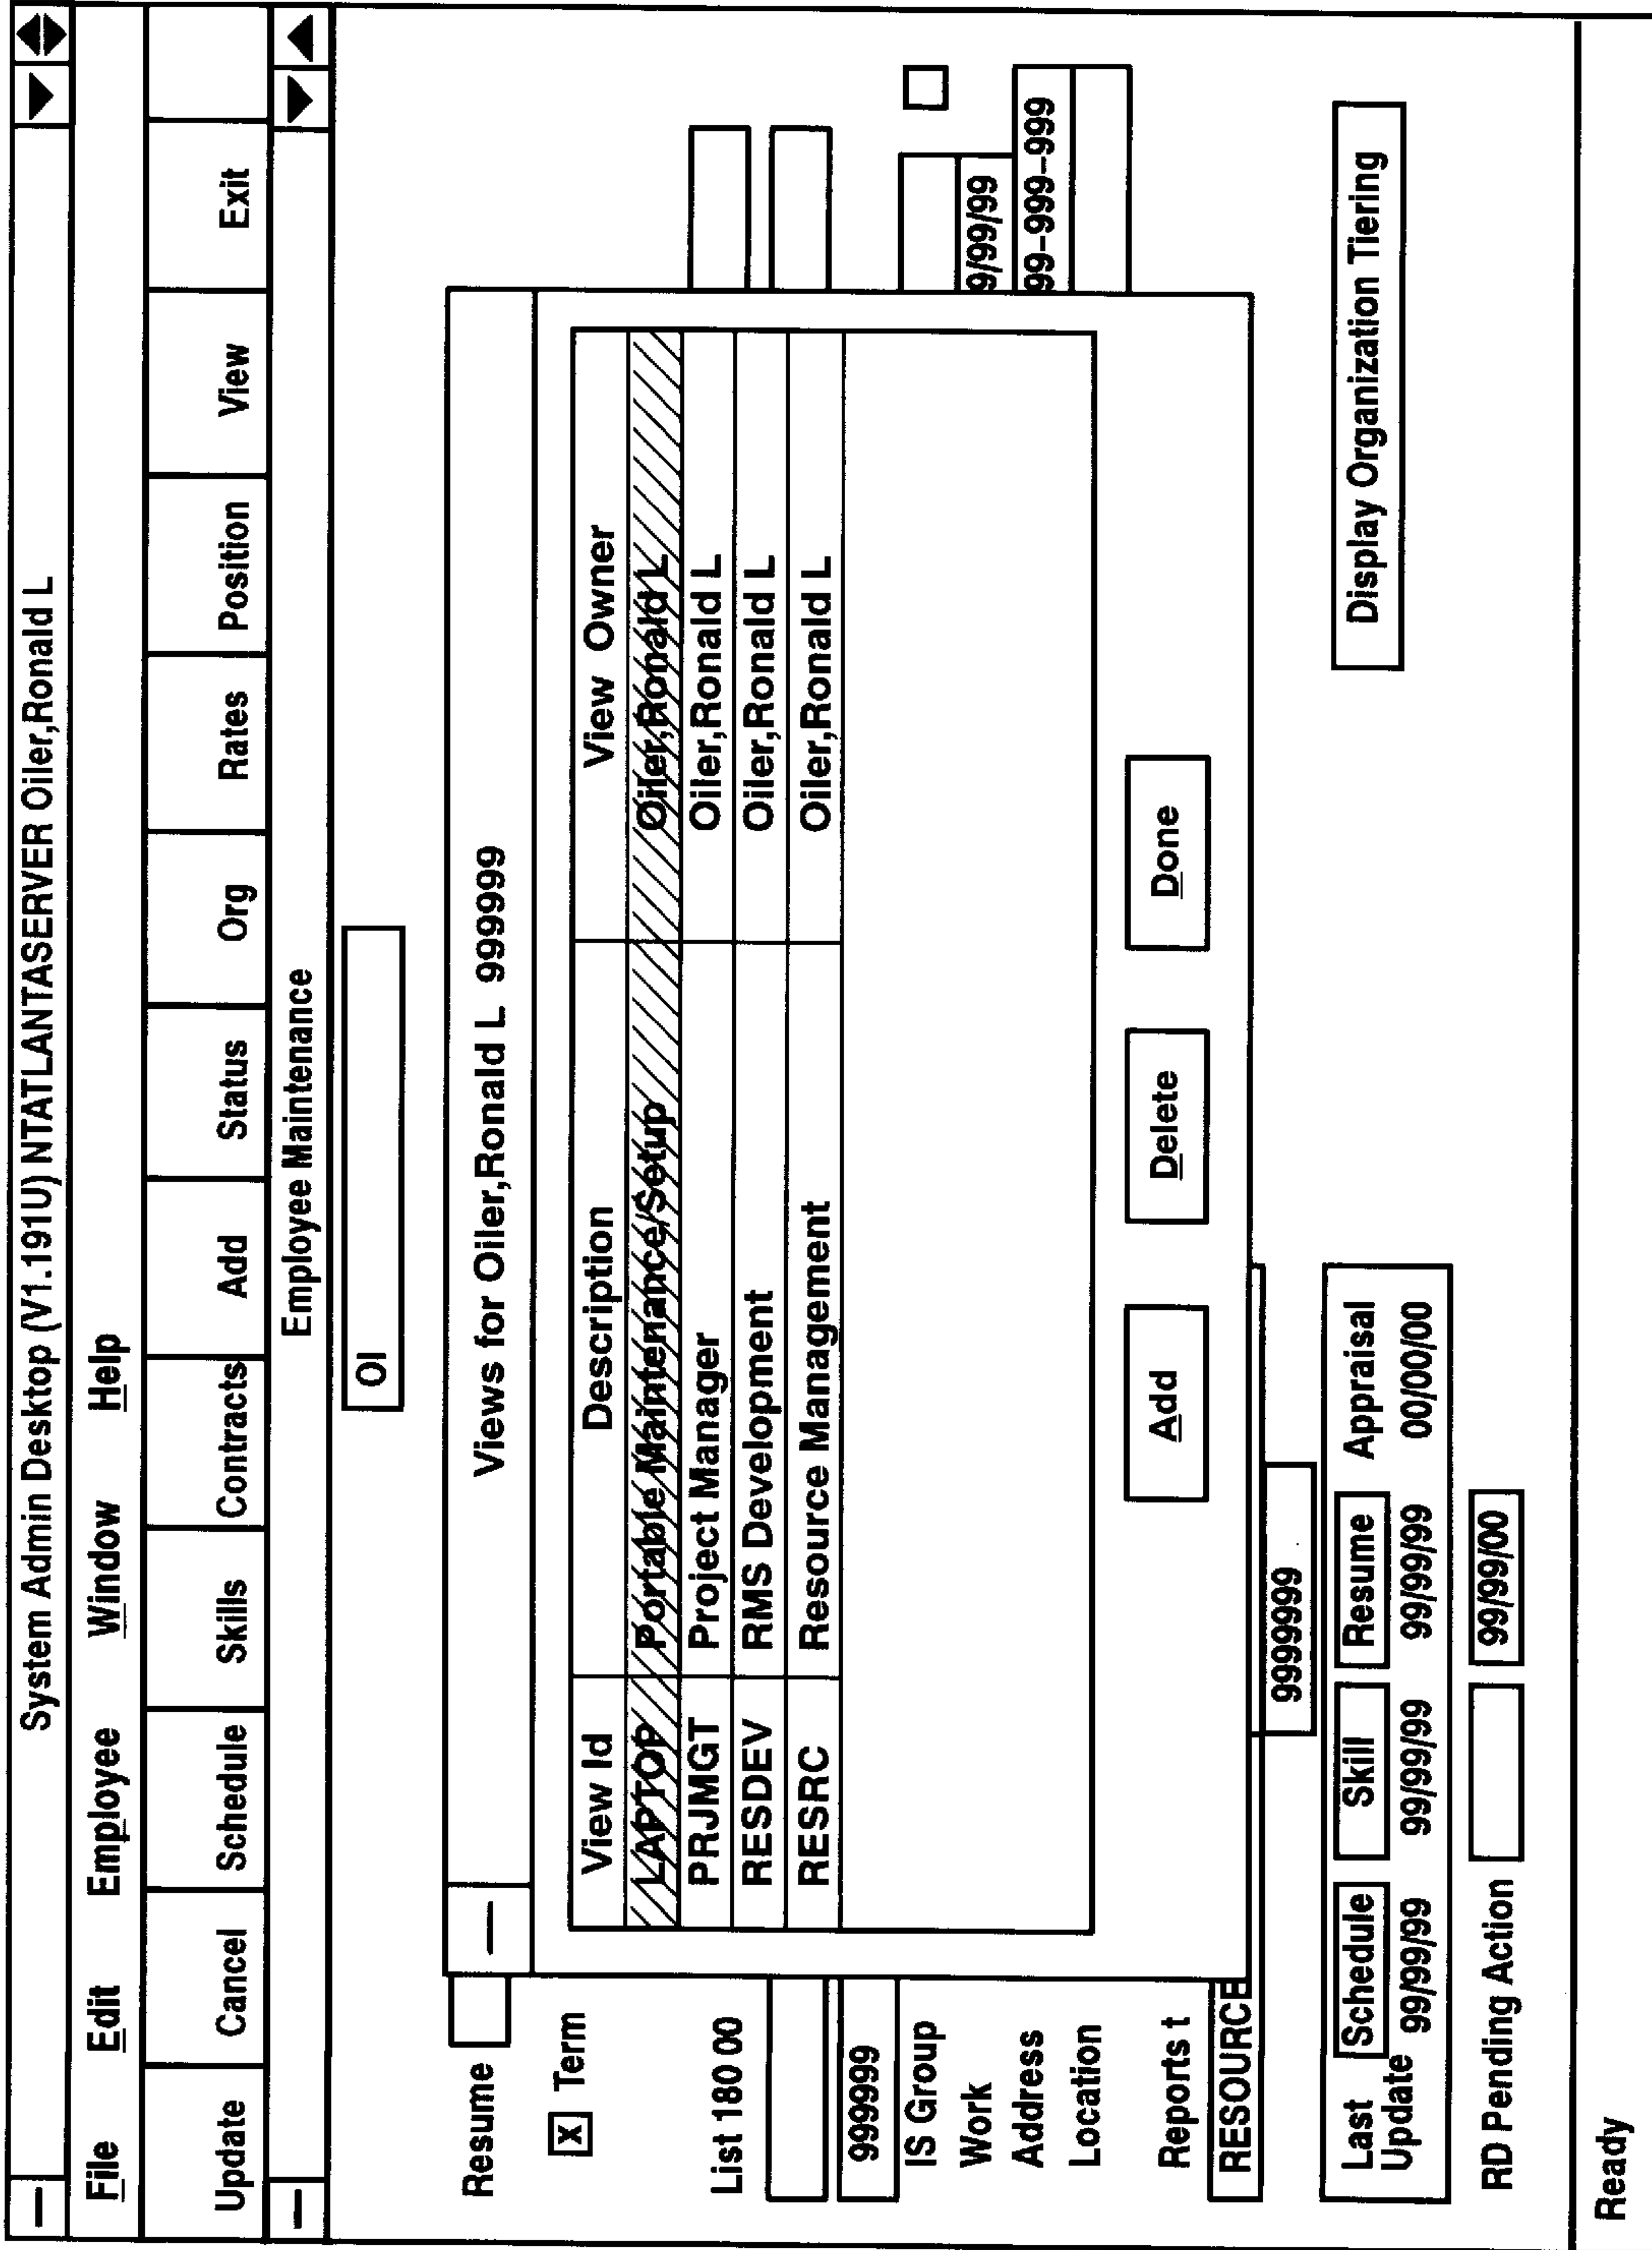 System Admin Desktop (V1.191U) NTATLANTASERVER Oiler,Ronald L
File Edit Employee Window Help
Update Cancel Schedule Skills Contracts Add Status Org Rates Position View Exit
Employee Maintenance
OI
Resume
Views for Oiler,Ronald L 999999
X Term
View Id Description View Owner
LAPTOP Portable Maintenance/Setup Oiler,Ronald L
List 180 00 PRJMGT Project Manager Oiler,Ronald L
RESDEV RMS Development Oiler,Ronald L
999999 RESRC Resource Management Oiler,Ronald L
IS Group
Work 9/99/99
Address 99-999-999-999
Location
Reports t Add Delete Done
RESOURCE
9999999
Last Update Schedule Skill Resume Appraisal Display Organization Tiering
99/99/99 99/99/99 99/99/99 00/00/00
RD Pending Action 99/99/00
Ready